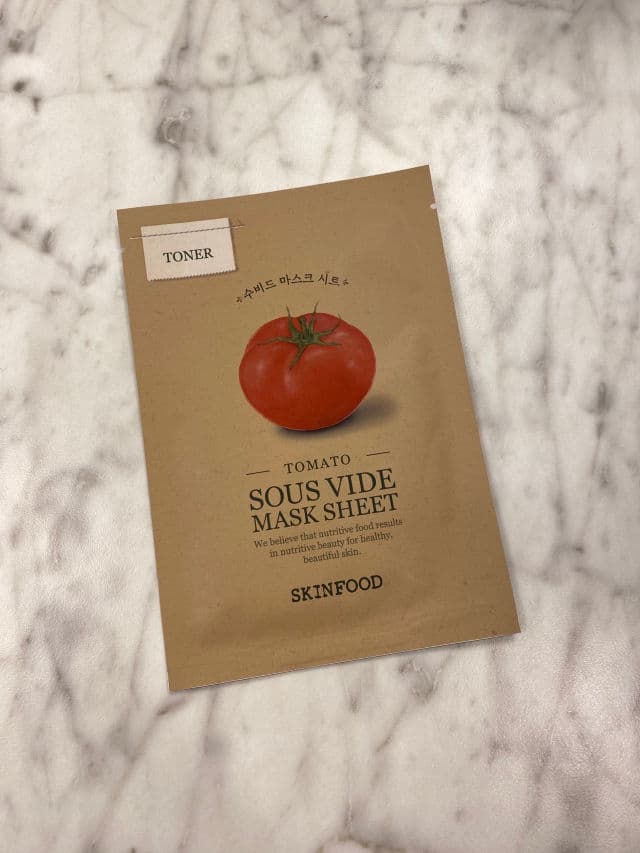 TONER
수비드 마스크 시트
TOMATO
SOUS VIDE
MASK SHEET
We believe that nutritive food results
in nutritive beauty for healthy,
beautiful skin.
SKINFOOD